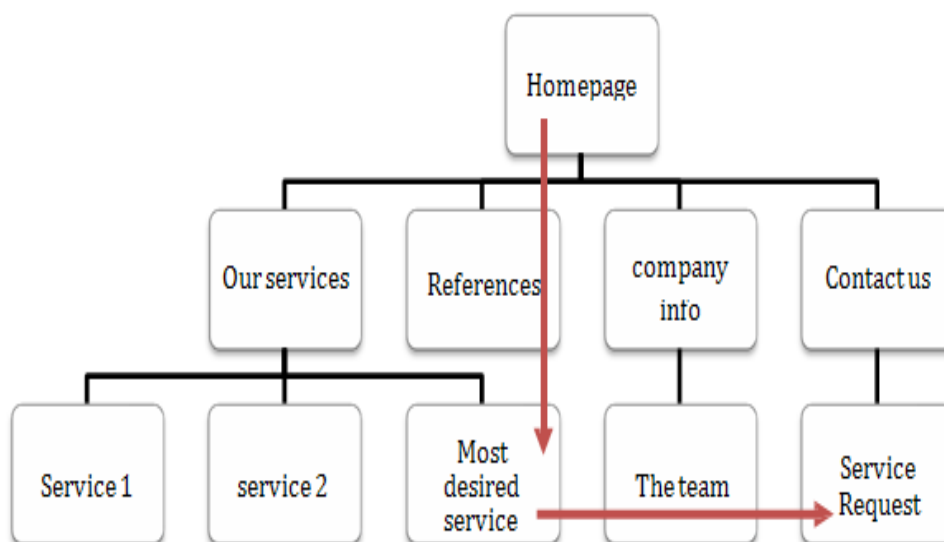 Homepage
Our services
References
company
info
Contact us
Service 1
service 2
Most
desired
service
The team
Service
Request